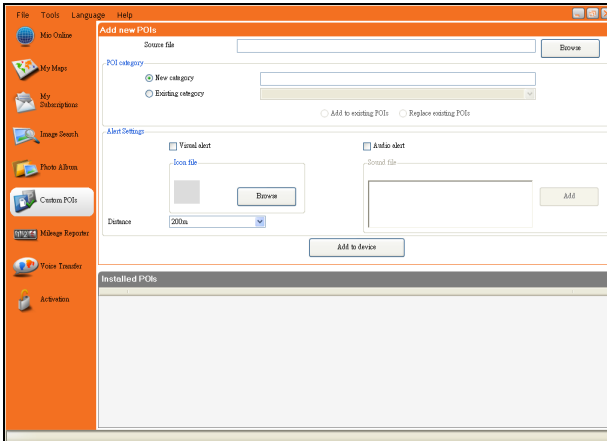 File Tools Language Help
Mio Online
My Maps
My Subscriptions
Image Search
Photo Album
Custom POIs
Mileage Reporter
Voice Transfer
Activation
Add new POIs
Source file
Browse
POI category
New category
Existing category
Add to existing POIs Replace existing POIs
Alert Settings
Visual alert Audio alert
Icon file Sound file
Browse Add
Distance 200m
Add to device
Installed POIs